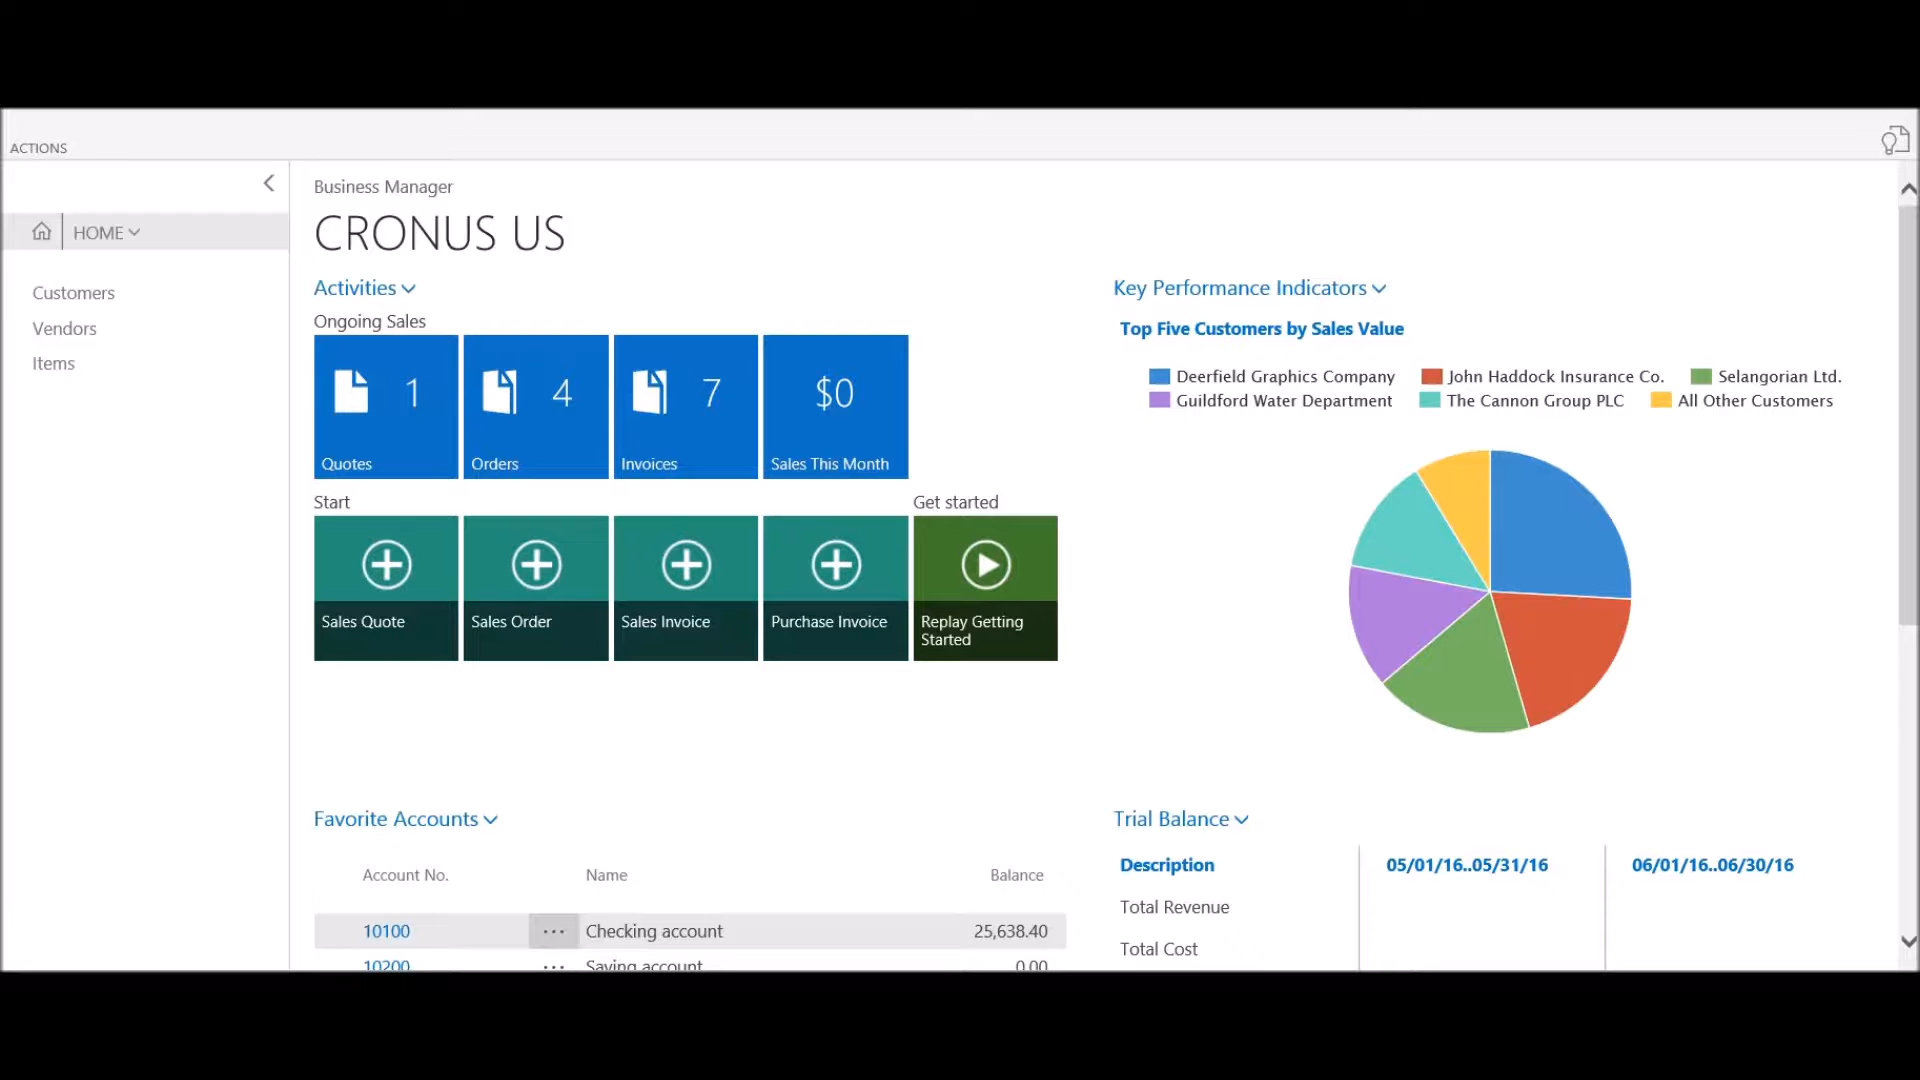 ACTIONS
HOME
Customers
Vendors
Items
Business Manager
CRONUS US
Activities
Ongoing Sales
1
Quotes
4
Orders
7
Invoices
$0
Sales This Month
Start
Get started
Sales Quote
Sales Order
Sales Invoice
Purchase Invoice
Replay Getting
Started
Key Performance Indicators
Top Five Customers by Sales Value
Deerfield Graphics Company John Haddock Insurance Co. Selangorian Ltd.
Guildford Water Department The Cannon Group PLC All Other Customers
Favorite Accounts
Account No. Name Balance
10100 ... Checking account 25,638.40
10200 ... Saving account 0.00
Trial Balance
Description 05/01/16..05/31/16 06/01/16..06/30/16
Total Revenue
Total Cost